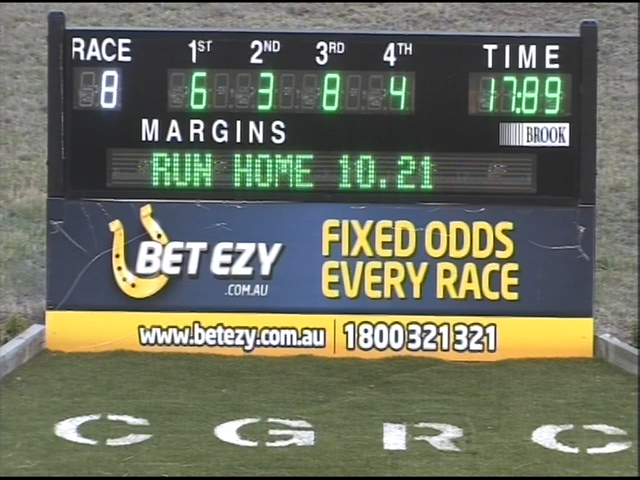 RACE 1ST 2ND 3RD 4TH TIME
8 6 3 8 4 17:89
MARGINS BROOK
RUN HOME 10.21
BET EZY
.COM.AU
FIXED ODDS
EVERY RACE
www.betezy.com.au 1800 321 321
C G R C